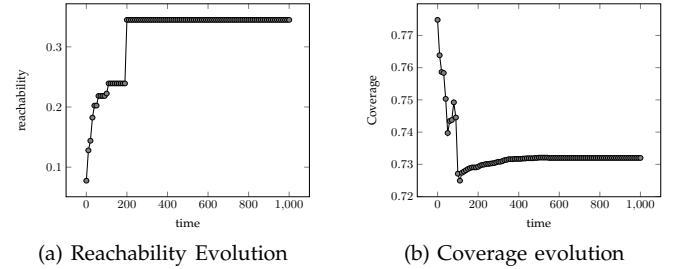 0.3
0.2
0.1
reachability
0 200 400 600 800 1,000
time
(a) Reachability Evolution
0.77
0.76
0.75
0.74
0.73
0.72
Coverage
0 200 400 600 800 1,000
time
(b) Coverage evolution